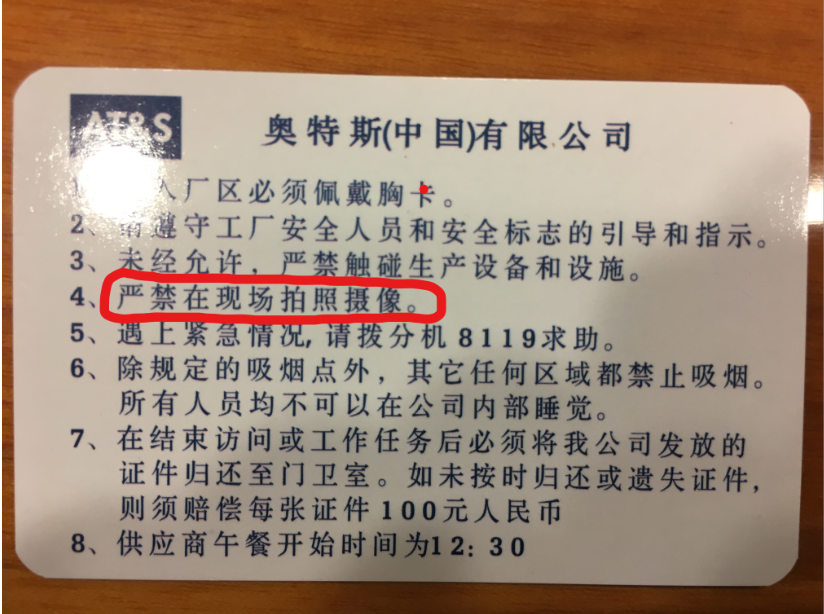 AT&S
奥特斯(中国)有限公司
1、入厂区必须佩戴胸卡。
2、请遵守工厂安全人员和安全标志的引导和指示。
3、未经允许，严禁触碰生产设备和设施。
4、严禁在现场拍照摄像。
5、遇上紧急情况, 请拨分机 8119求助。
6、除规定的吸烟点外，其它任何区域都禁止吸烟。
所有人员均不可以在公司内部睡觉。
7、在结束访问或工作任务后必须将我公司发放的
证件归还至门卫室。如未按时归还或遗失证件,
则须赔偿每张证件 100元人民币
8、供应商午餐开始时间为12: 30